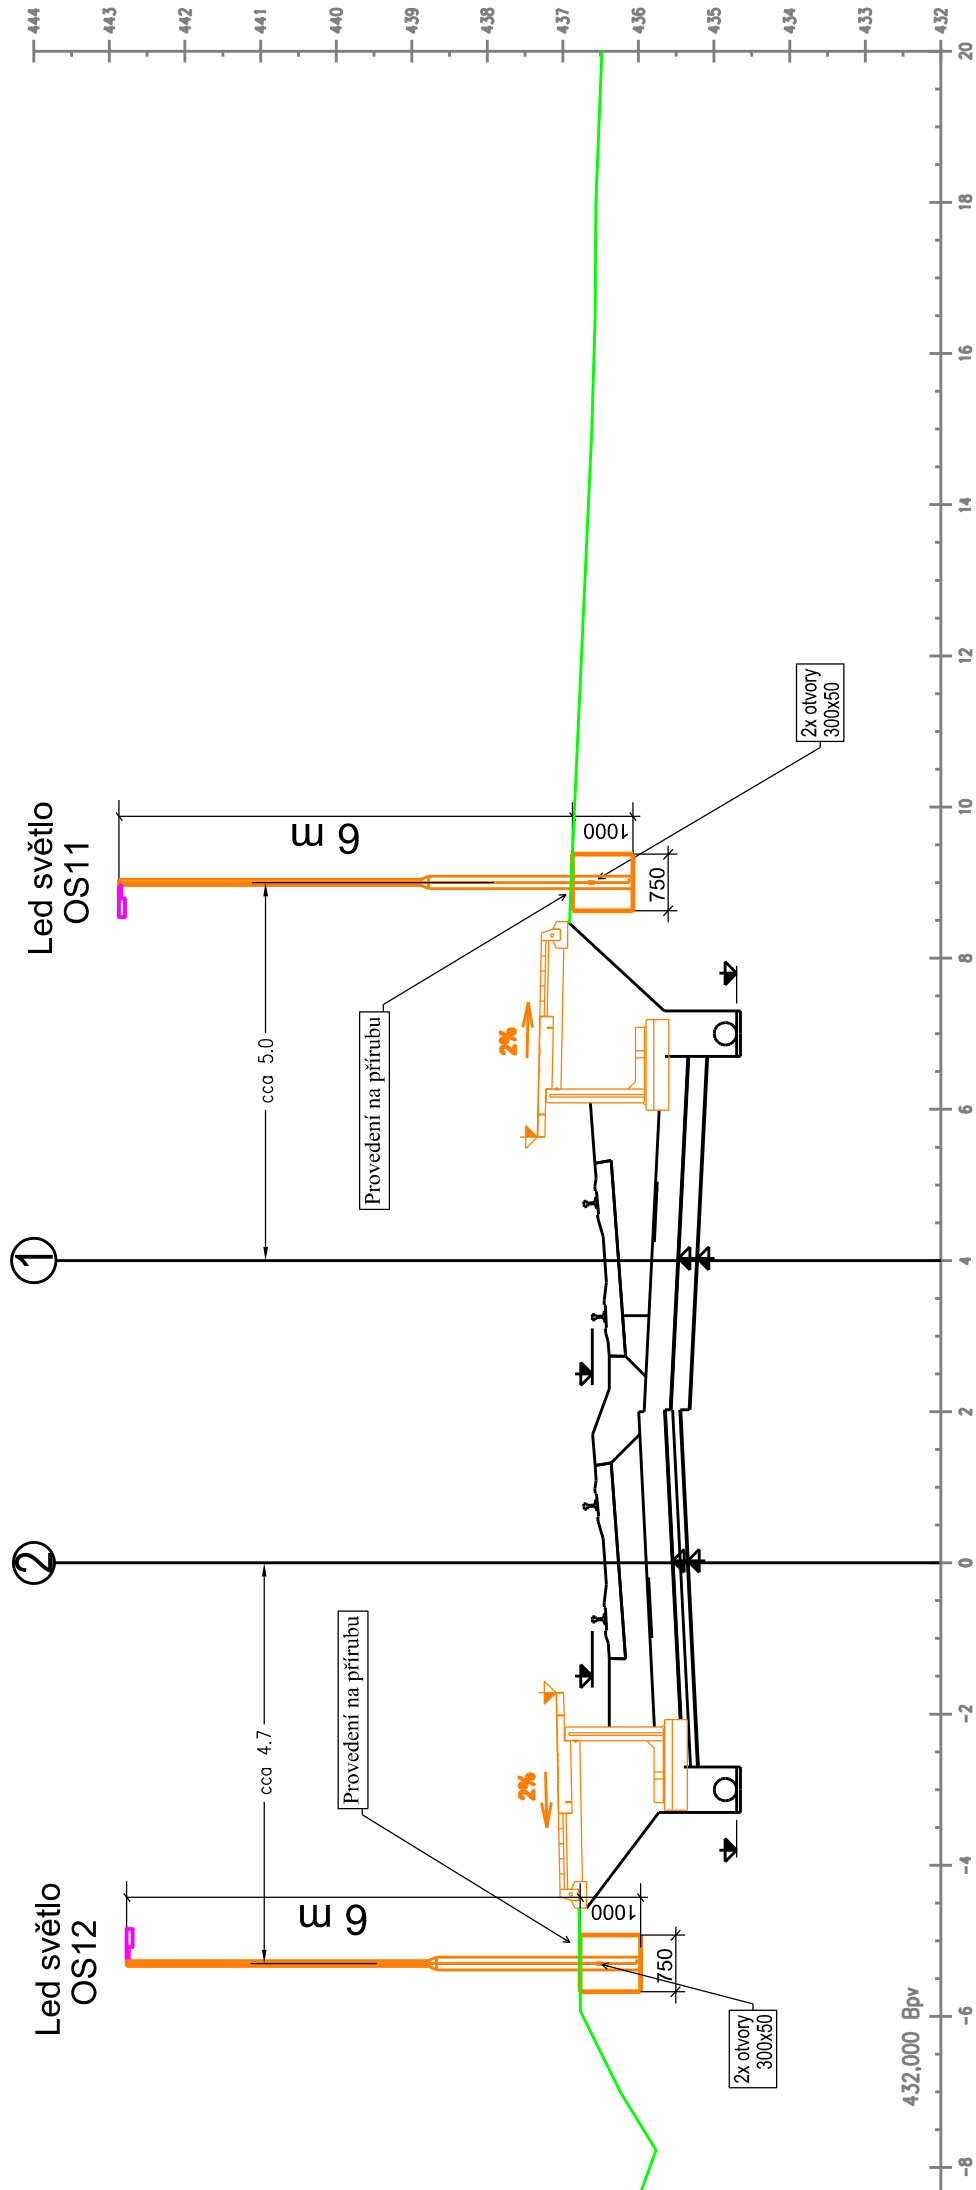 Led světlo
OS12
Led světlo
OS11
2
1
cca 4.7
cca 5.0
6 m
6 m
Provedení na přírubu
Provedení na přírubu
2%
2%
1000
1000
750
750
2x otvory
300x50
2x otvory
300x50
432,000 Bpv
444
443
442
441
440
439
438
437
436
435
434
433
432
-8
-6
-4
-2
0
2
4
6
8
10
12
14
16
18
20